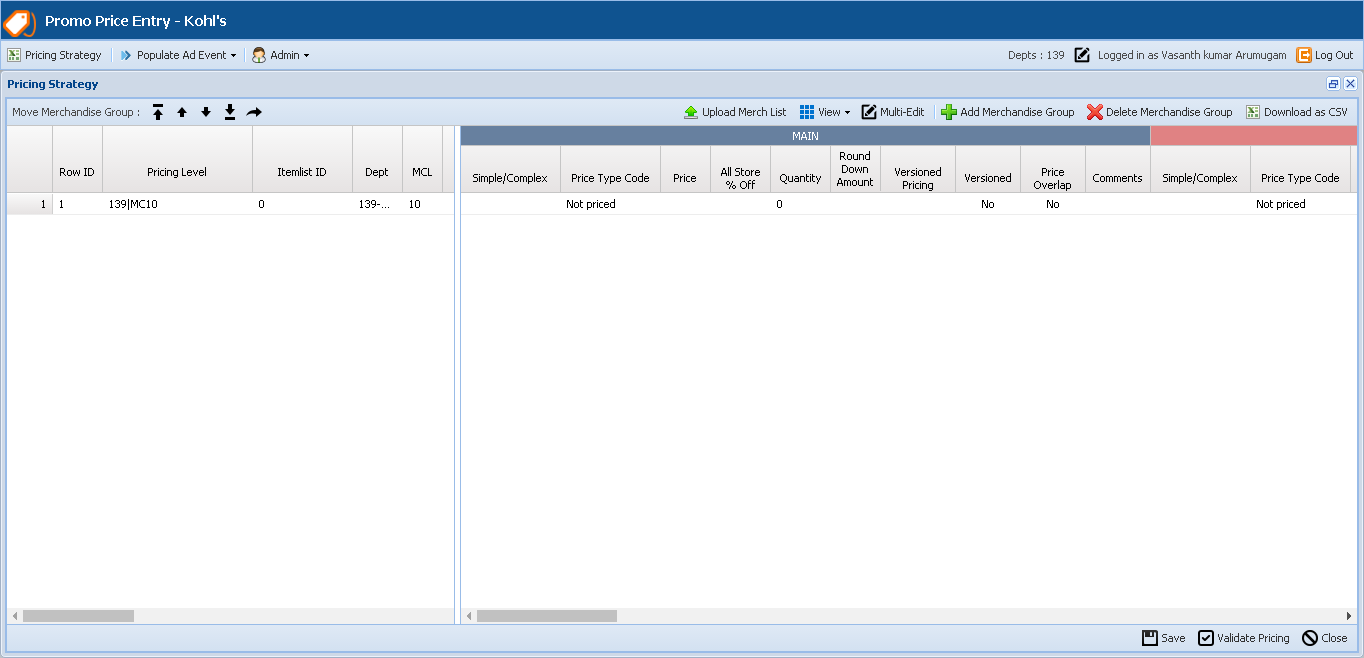 Promo Price Entry - Kohl's
Pricing Strategy Populate Ad Event Admin Depts : 139 Logged in as Vasanth kumar Arumugam Log Out
Pricing Strategy
Move Merchandise Group : Upload Merch List View Multi-Edit Add Merchandise Group Delete Merchandise Group Download as CSV
MAIN
Row ID Pricing Level Itemlist ID Dept MCL Simple/Complex Price Type Code Price All Store % Off Quantity Round Down Amount Versioned Pricing Versioned Price Overlap Comments Simple/Complex Price Type Code
1 1 139|MC10 0 139-... 10 Not priced 0 No No Not priced
Save Validate Pricing Close